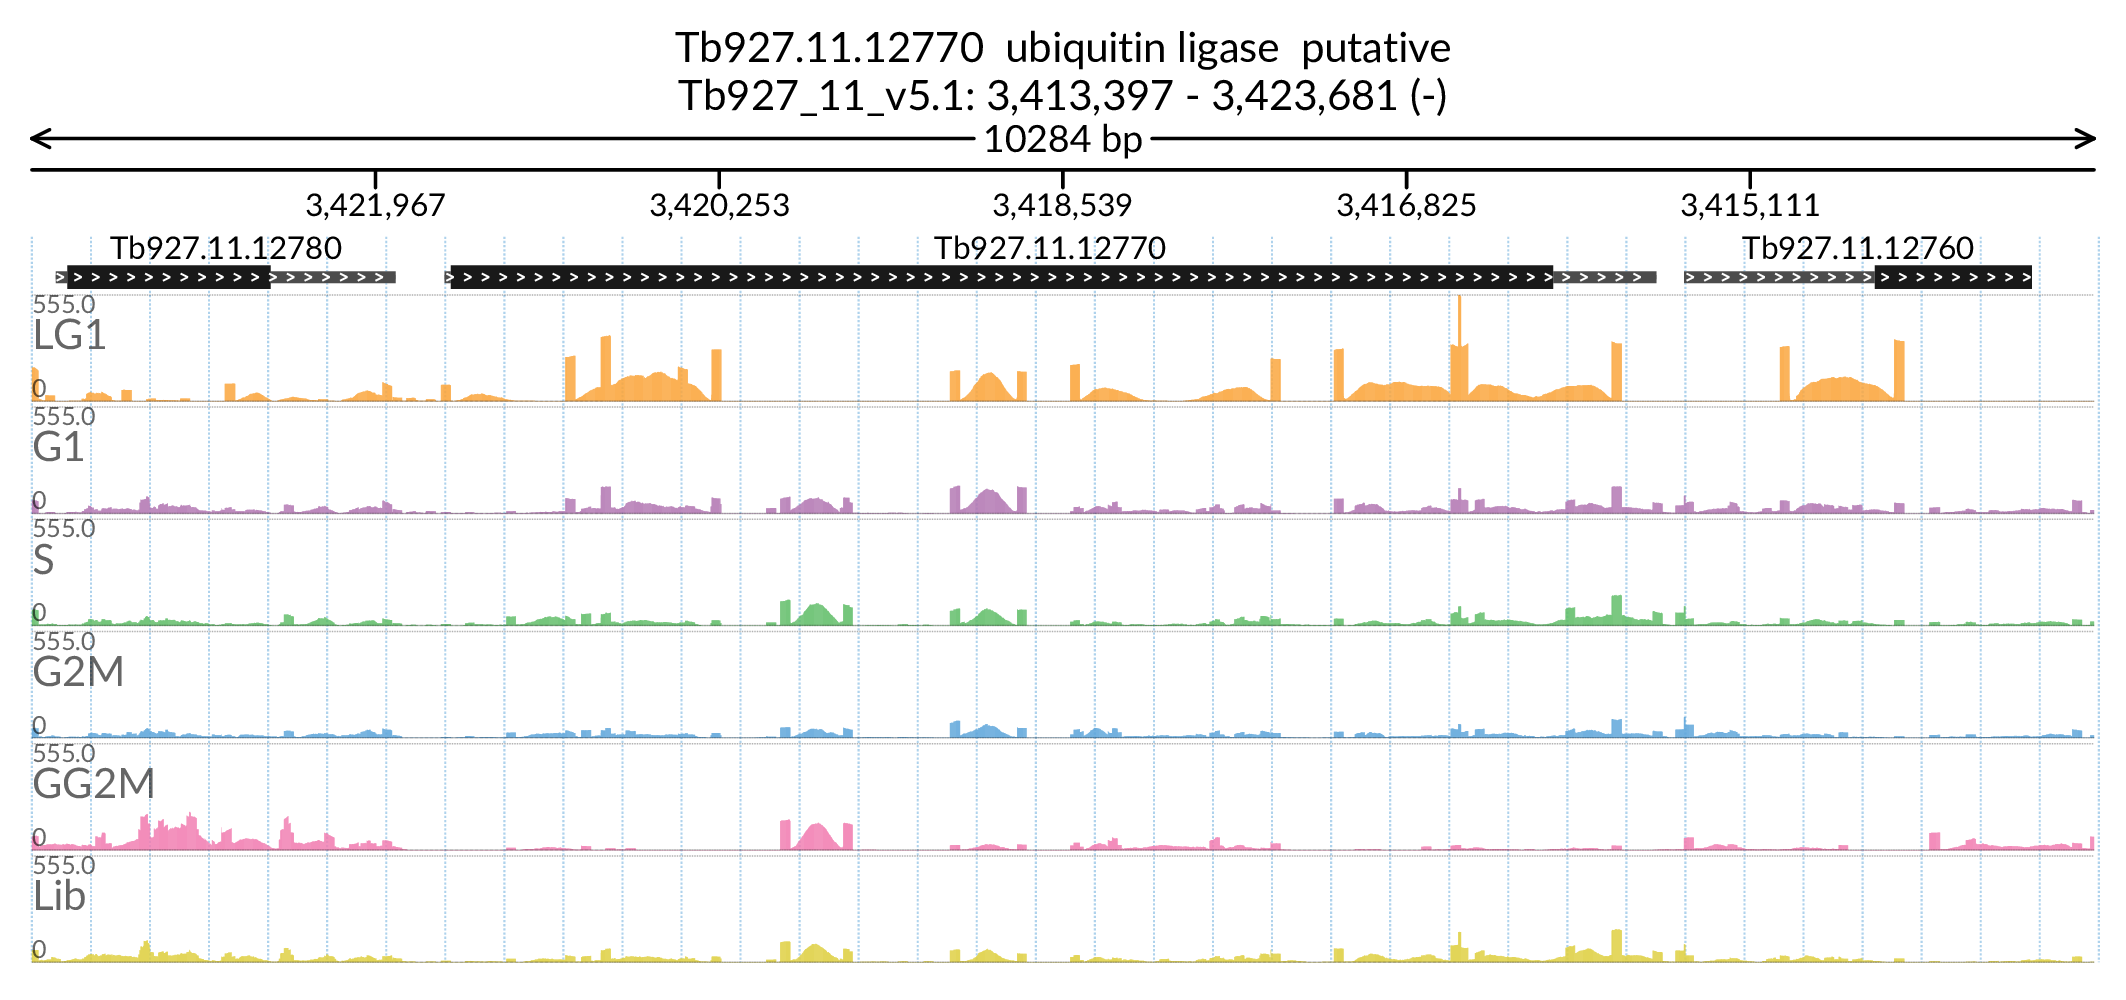 Tb927.11.12770  ubiquitin ligase  putative
Tb927_11_v5.1: 3,413,397 - 3,423,681 (-)
10284 bp
3,421,967 3,420,253 3,418,539 3,416,825 3,415,111
Tb927.11.12780 Tb927.11.12770 Tb927.11.12760
555.0
LG1
0
555.0
G1
0
555.0
S
0
555.0
G2M
0
555.0
GG2M
0
555.0
Lib
0